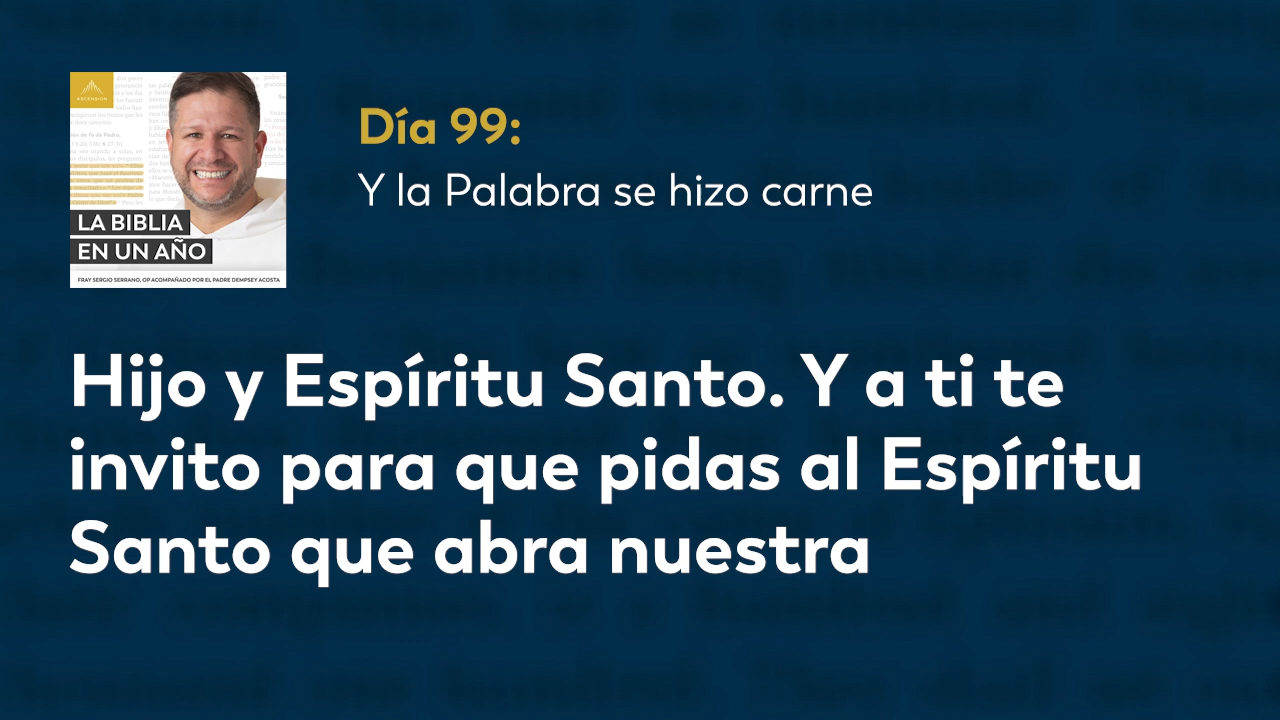 ASCENSION
LA BIBLIA
EN UN AÑO
FRAY SERGIO SERRANO, OP ACOMPAÑADO POR EL PADRE DEMPSEY ACOSTA
Día 99:
Y la Palabra se hizo carne
Hijo y Espíritu Santo. Y a ti te
invito para que pidas al Espíritu
Santo que abra nuestra